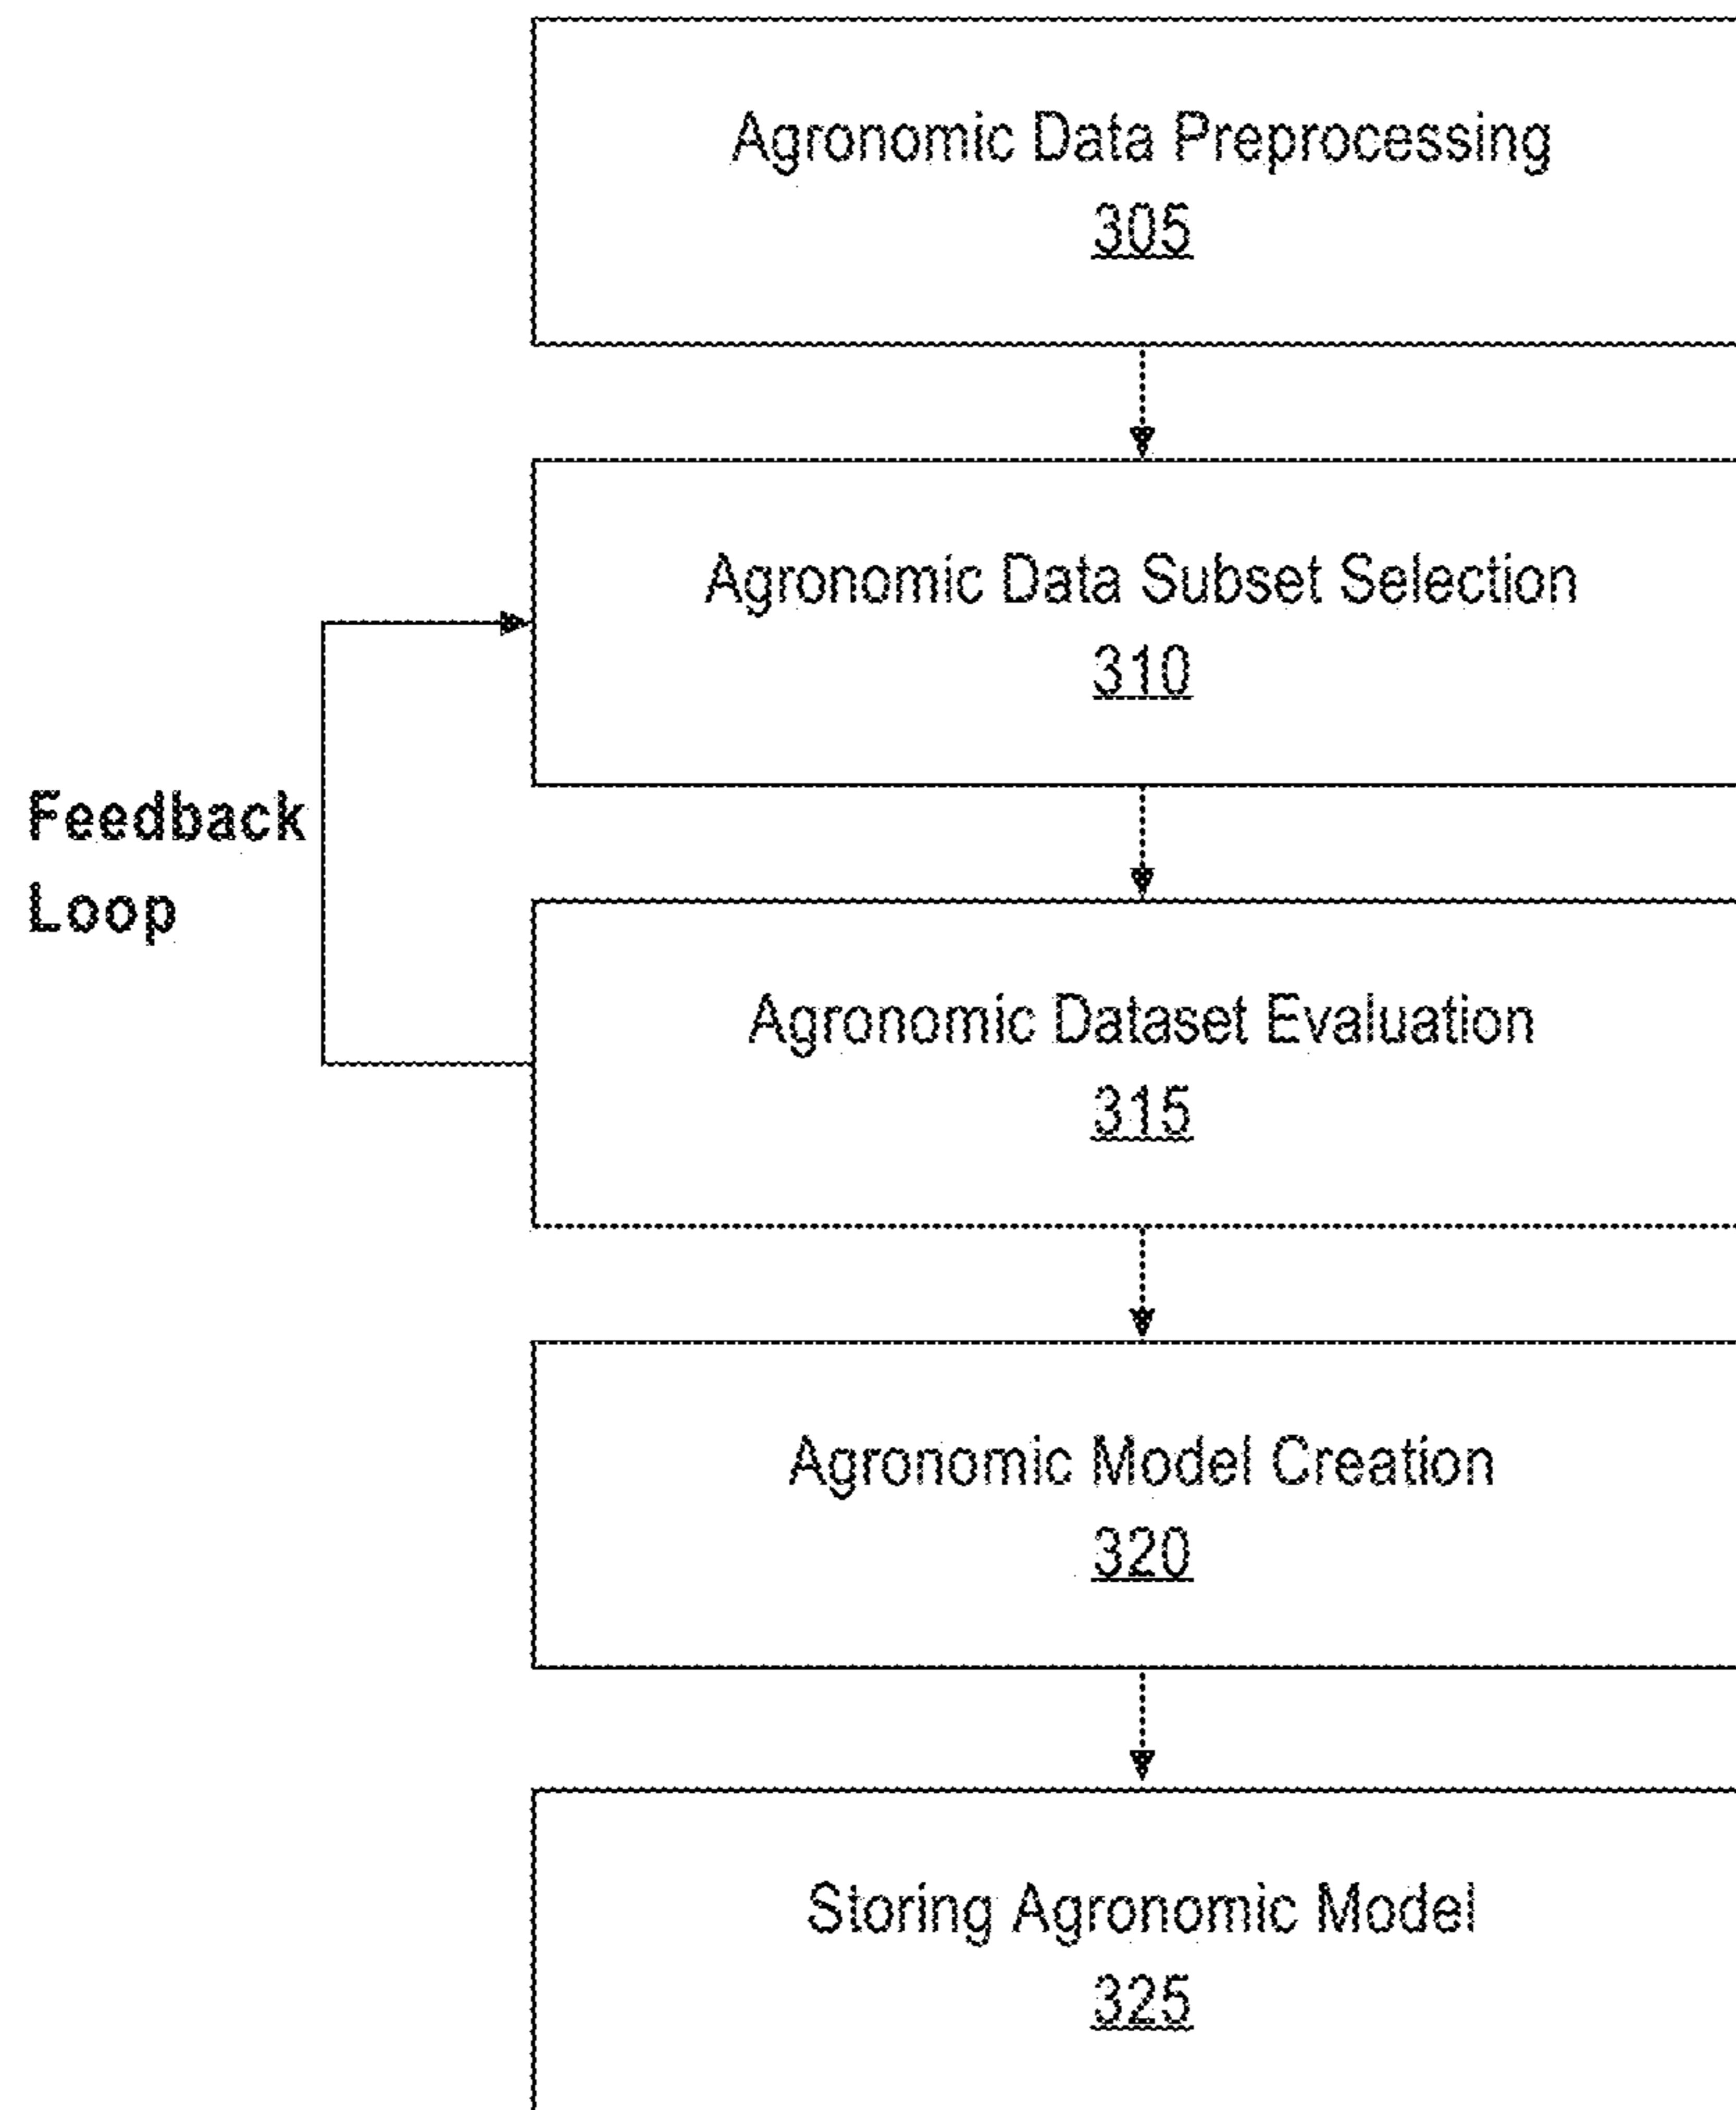 Agronomic Data Preprocessing
305
Agronomic Data Subset Selection
310
Feedback
Loop
Agronomic Dataset Evaluation
315
Agronomic Model Creation
320
Storing Agronomic Model
325